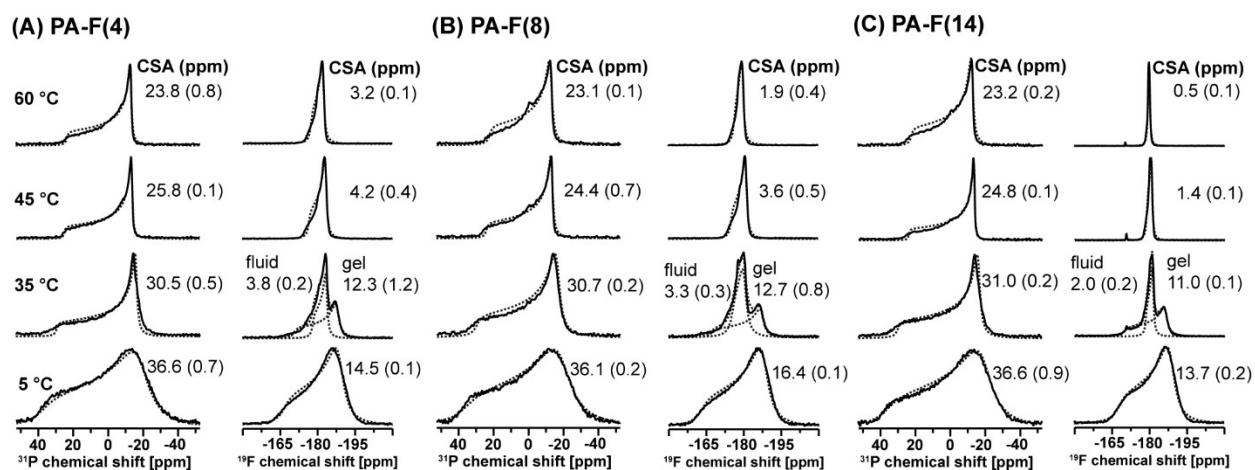 (A) PA-F(4)
(B) PA-F(8)
(C) PA-F(14)
CSA (ppm) CSA (ppm) CSA (ppm) CSA (ppm) CSA (ppm) CSA (ppm)
60 °C 23.8 (0.8) 3.2 (0.1) 23.1 (0.1) 1.9 (0.4) 23.2 (0.2) 0.5 (0.1)
45 °C 25.8 (0.1) 4.2 (0.4) 24.4 (0.7) 3.6 (0.5) 24.8 (0.1) 1.4 (0.1)
fluid gel fluid gel fluid gel
35 °C 30.5 (0.5) 3.8 (0.2) 12.3 (1.2) 30.7 (0.2) 3.3 (0.3) 12.7 (0.8) 31.0 (0.2) 2.0 (0.2) 11.0 (0.1)
5 °C 36.6 (0.7) 14.5 (0.1) 36.1 (0.2) 16.4 (0.1) 36.6 (0.9) 13.7 (0.2)
40 20 0 -20 -40 -165 -180 -195 40 20 0 -20 -40 -165 -180 -195 40 20 0 -20 -40 -165 -180 -195
³¹P chemical shift [ppm] ¹⁹F chemical shift [ppm] ³¹P chemical shift [ppm] ¹⁹F chemical shift [ppm] ³¹P chemical shift [ppm] ¹⁹F chemical shift [ppm]